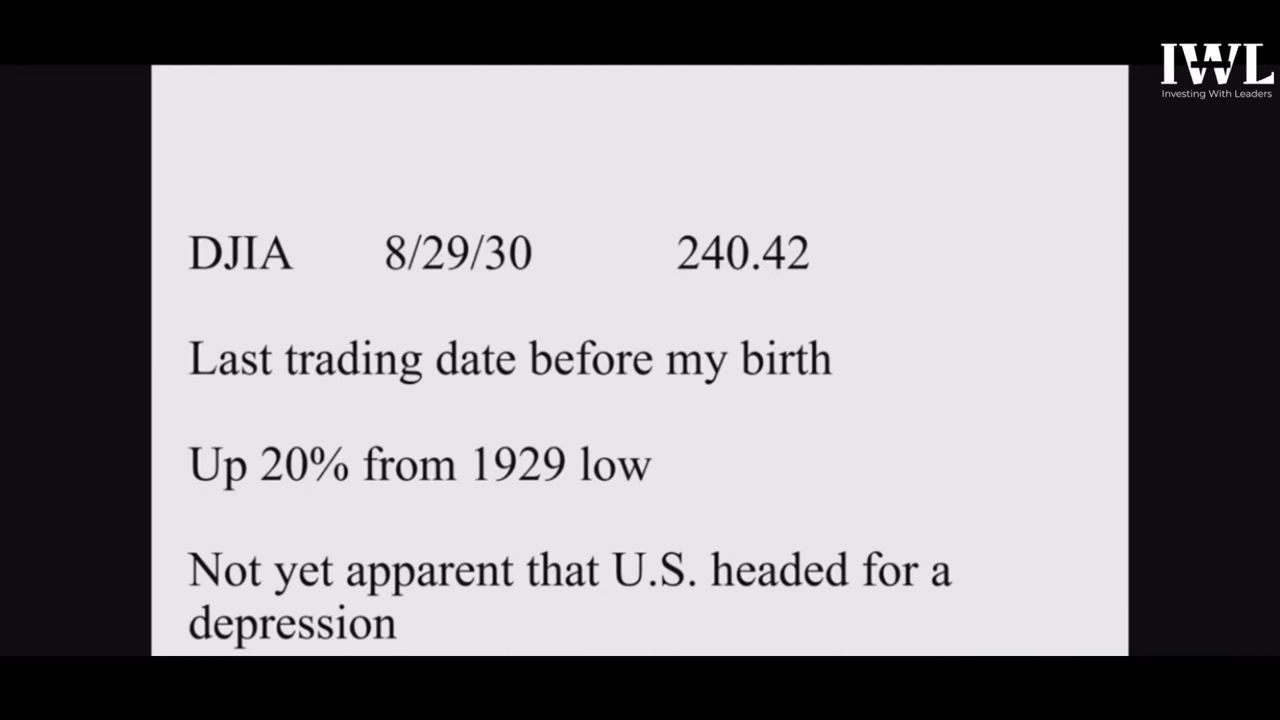 IWL
Investing With Leaders
DJIA 8/29/30 240.42
Last trading date before my birth
Up 20% from 1929 low
Not yet apparent that U.S. headed for a
depression